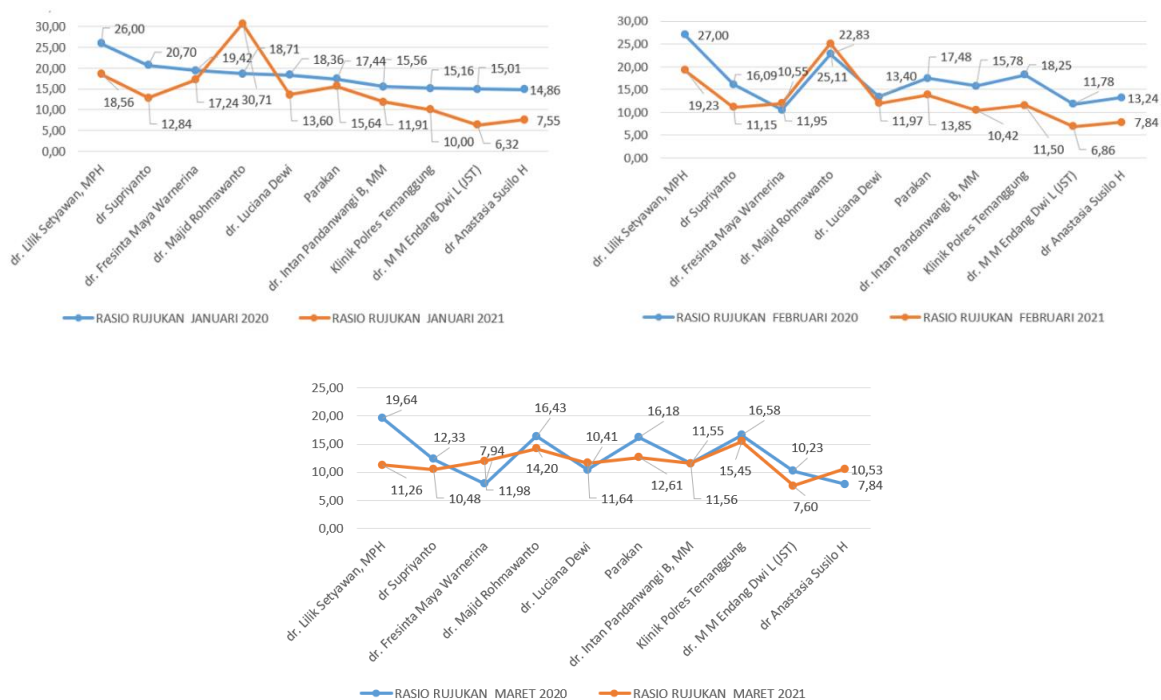 30,00
25,00
20,00
15,00
10,00
5,00
0,00
26,00
20,70
19,42
18,71
18,36
17,44
15,56
15,16
15,01
14,86
18,56
12,84
17,24
30,71
13,60
15,64
11,91
10,00
6,32
7,55
dr. Lilik Setyawan, MPH
dr Supriyanto
dr. Fresinta Maya Warnerina
dr. Majid Rohmawanto
dr. Luciana Dewi
Parakan
dr. Intan Pandanwangi B, MM
Klinik Polres Temanggung
dr. M M Endang Dwi L (JST)
dr Anastasia Susilo H
RASIO RUJUKAN JANUARI 2020
RASIO RUJUKAN JANUARI 2021
30,00
25,00
20,00
15,00
10,00
5,00
0,00
27,00
16,09
10,55
22,83
13,40
17,48
15,78
18,25
11,78
13,24
19,23
11,15
11,95
25,11
11,97
13,85
10,42
11,50
6,86
7,84
dr. Lilik Setyawan, MPH
dr Supriyanto
dr. Fresinta Maya Warnerina
dr. Majid Rohmawanto
dr. Luciana Dewi
Parakan
dr. Intan Pandanwangi B, MM
Klinik Polres Temanggung
dr. M M Endang Dwi L (JST)
dr Anastasia Susilo H
RASIO RUJUKAN FEBRUARI 2020
RASIO RUJUKAN FEBRUARI 2021
25,00
20,00
15,00
10,00
5,00
0,00
19,64
12,33
7,94
16,43
10,41
16,18
11,55
16,58
10,23
7,84
11,26
10,48
11,98
14,20
11,64
12,61
11,56
15,45
7,60
10,53
dr. Lilik Setyawan, MPH
dr Supriyanto
dr. Fresinta Maya Warnerina
dr. Majid Rohmawanto
dr. Luciana Dewi
Parakan
dr. Intan Pandanwangi B, MM
Klinik Polres Temanggung
dr. M M Endang Dwi L (JST)
dr Anastasia Susilo H
RASIO RUJUKAN MARET 2020
RASIO RUJUKAN MARET 2021